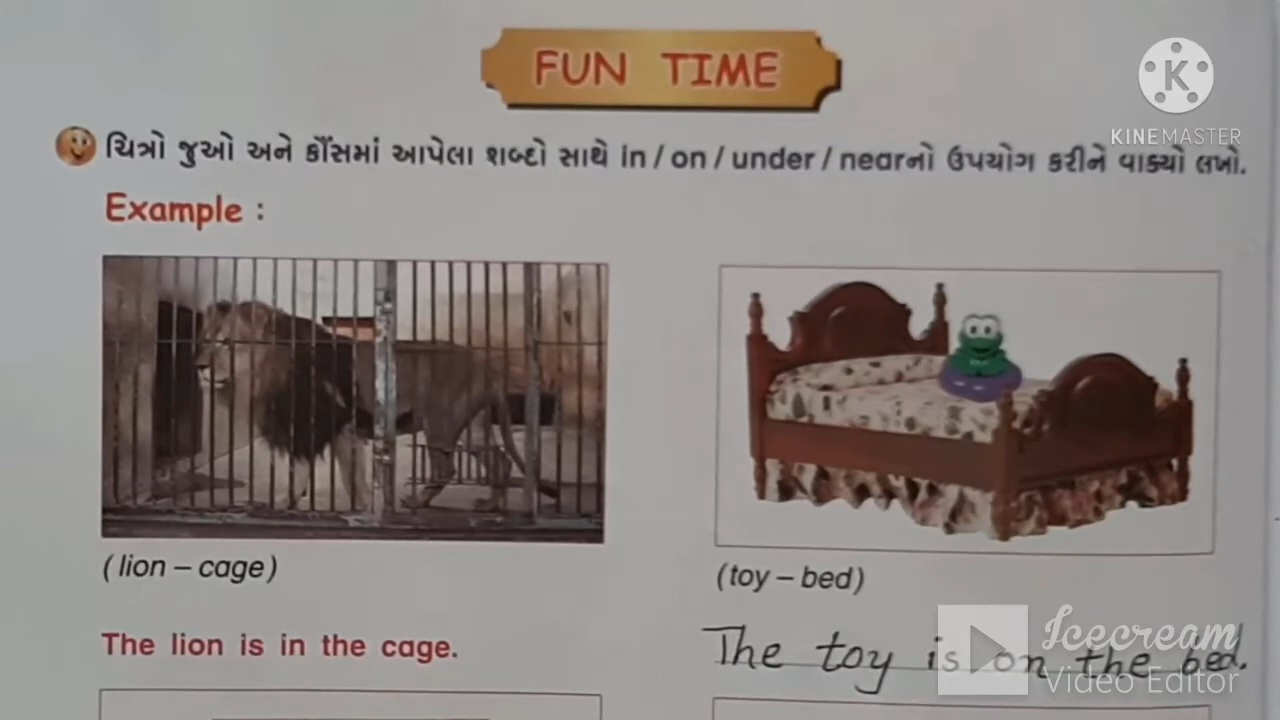 FUN TIME
K
KINEMASTER
ચિત્રો જુઓ અને કૌંસમાં આપેલા શબ્દો સાથે in / on / under / nearનો ઉપયોગ કરીને વાક્યો લખો.
Example :
(lion – cage)
(toy – bed)
The lion is in the cage.
The toy is on the bed.
Icecream
Video Editor